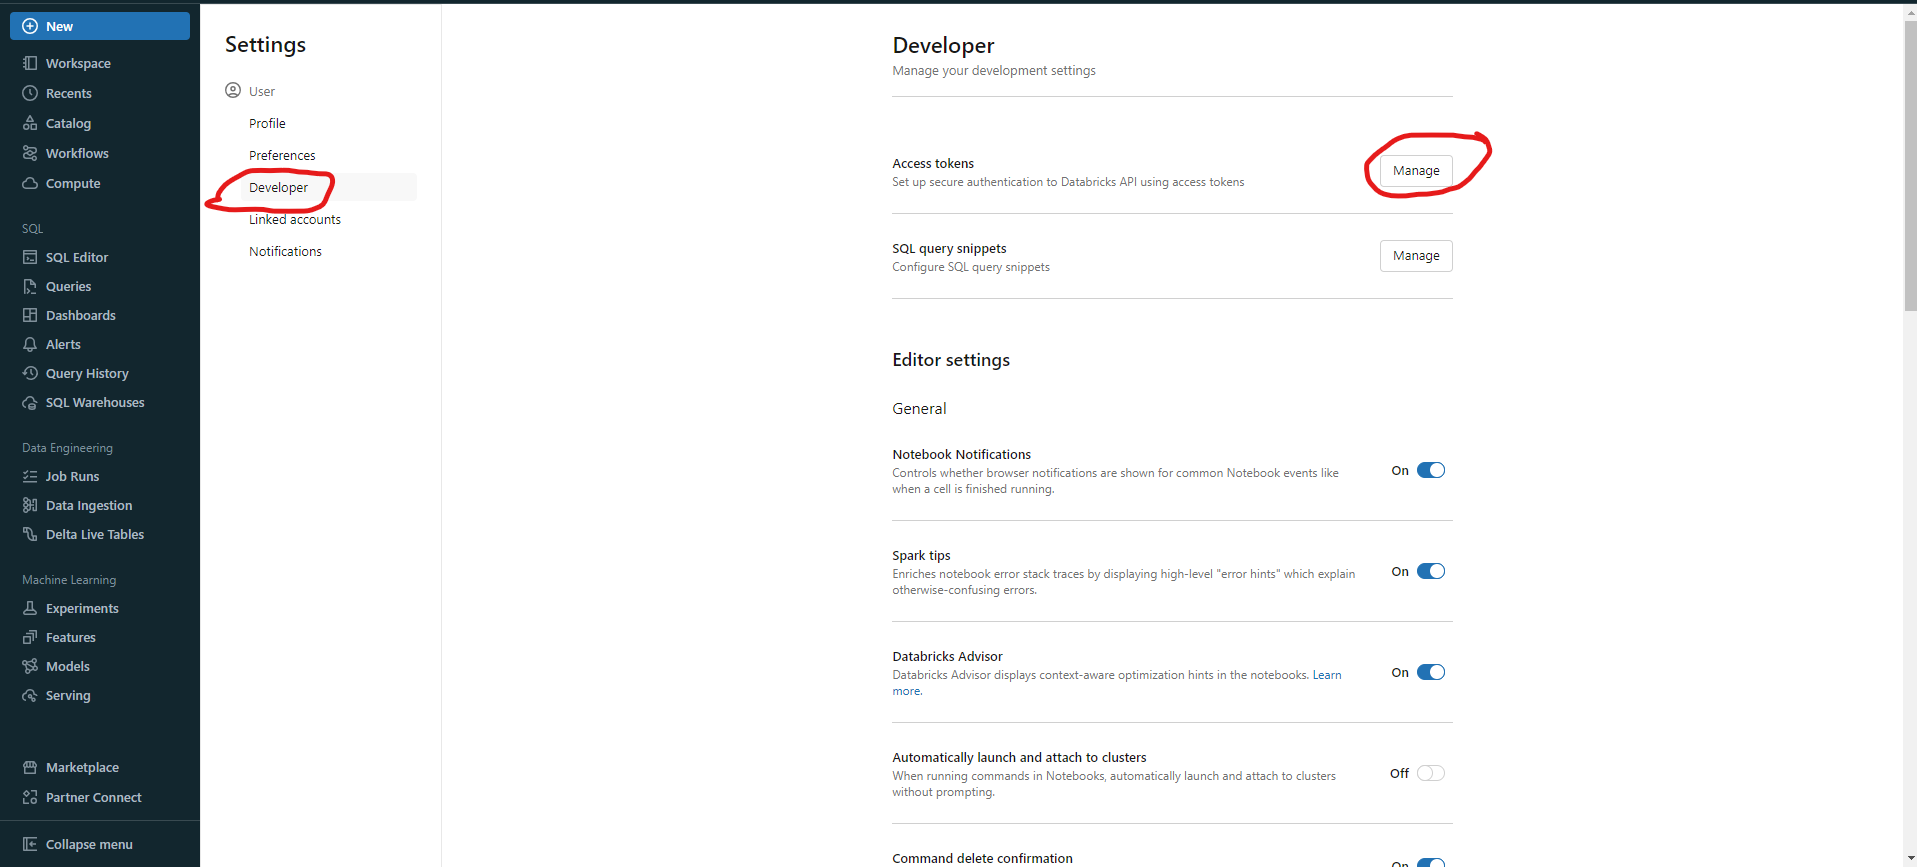 New
Workspace
Recents
Catalog
Workflows
Compute
SQL
SQL Editor
Queries
Dashboards
Alerts
Query History
SQL Warehouses
Data Engineering
Job Runs
Data Ingestion
Delta Live Tables
Machine Learning
Experiments
Features
Models
Serving
Marketplace
Partner Connect
Collapse menu
Settings
User
Profile
Preferences
Developer
Linked accounts
Notifications
Developer
Manage your development settings
Access tokens
Set up secure authentication to Databricks API using access tokens
Manage
SQL query snippets
Configure SQL query snippets
Manage
Editor settings
General
Notebook Notifications
Controls whether browser notifications are shown for common Notebook events like
when a cell is finished running.
On
Spark tips
Enriches notebook error stack traces by displaying high-level "error hints" which explain
otherwise-confusing errors.
On
Databricks Advisor
Databricks Advisor displays context-aware optimization hints in the notebooks. Learn
more.
On
Automatically launch and attach to clusters
When running commands in Notebooks, automatically launch and attach to clusters
without prompting.
Off
Command delete confirmation
On